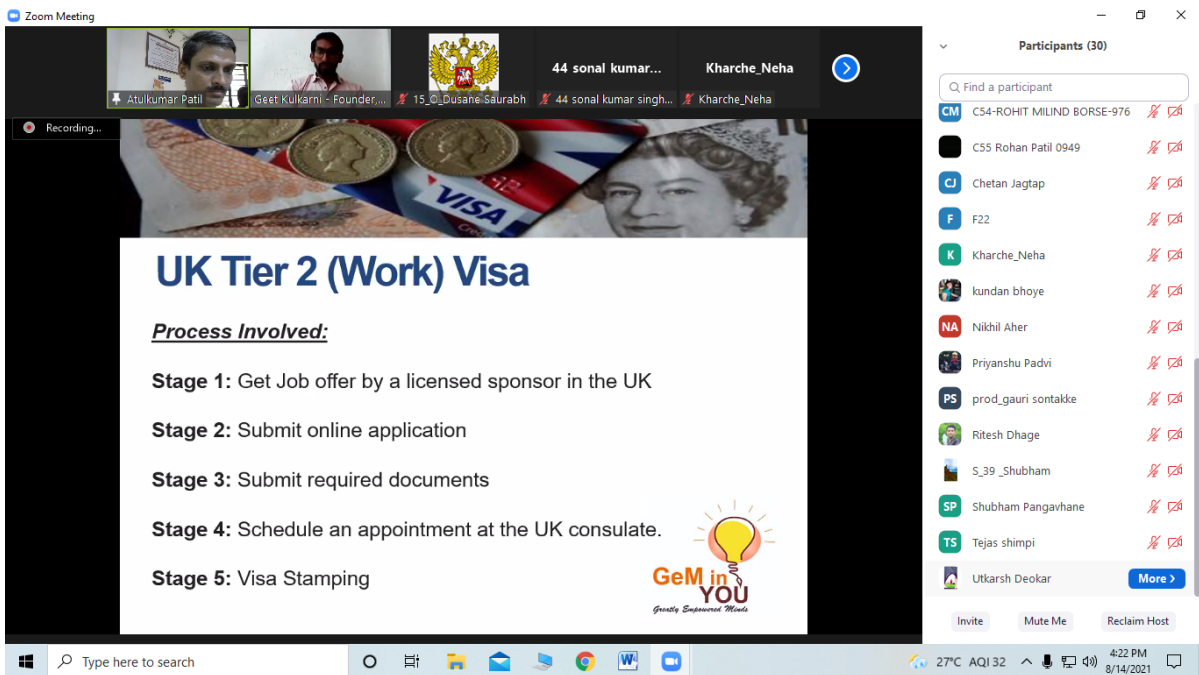 Zoom Meeting
Atulkumar Patil
Geet Kulkarni - Founder,...
15_C_Dusane Saurabh
44 sonal kumar...
44 sonal kumar singh...
Kharche_Neha
Kharche_Neha
Recording...
VISA
UK Tier 2 (Work) Visa
Process Involved:
Stage 1: Get Job offer by a licensed sponsor in the UK
Stage 2: Submit online application
Stage 3: Submit required documents
Stage 4: Schedule an appointment at the UK consulate.
Stage 5: Visa Stamping
GeM in
YOU
Greatly Empowered Minds
Participants (30)
Find a participant
CM C54-ROHIT MILIND BORSE-976
C55 Rohan Patil 0949
CJ Chetan Jagtap
F F22
K Kharche_Neha
kundan bhoye
NA Nikhil Aher
Priyanshu Padvi
PS prod_gauri sontakke
Ritesh Dhage
S_39 _Shubham
SP Shubham Pangavhane
TS Tejas shimpi
Utkarsh Deokar
More >
Invite Mute Me Reclaim Host
Type here to search
27°C AQI 32
4:22 PM
8/14/2021